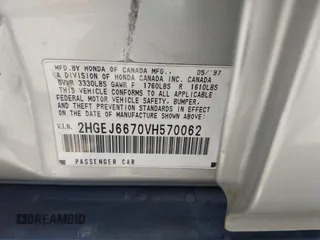 MFD. BY HONDA OF CANADA MFG. 05/'97
(A DIVISION OF HONDA CANADA INC. CANADA
GVWR 3330LBS GAWR F 1760LBS R 1610LBS
THIS VEHICLE CONFORMS TO ALL APPLICABLE
FEDERAL MOTOR VEHICLE SAFETY, BUMPER,
AND THEFT PREVENTION STANDARDS IN
EFFECT ON THE DATE OF
MANUFACTURE SHOWN ABOVE.
V.I.N. 2HGEJ6670VH570062
PASSENGER CAR
DREAMBID